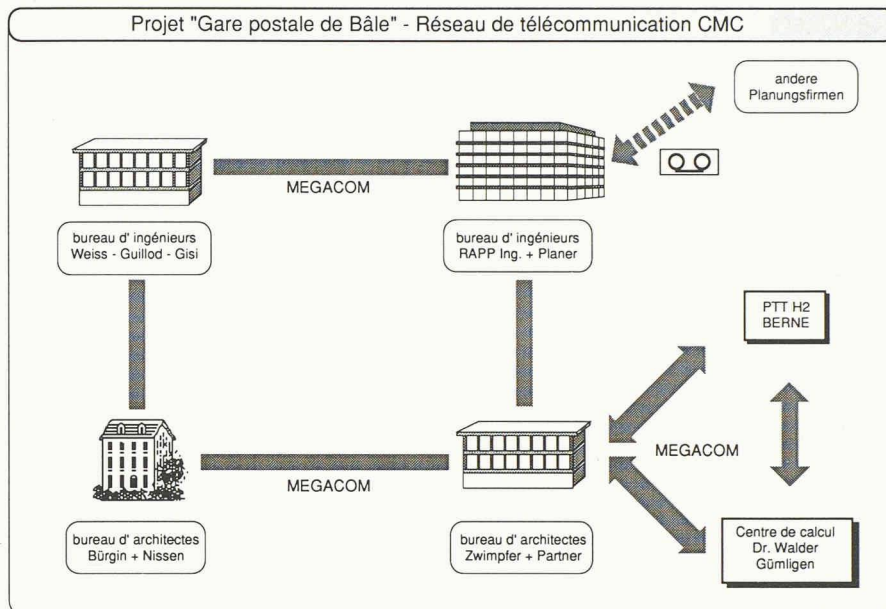 Projet "Gare postale de Bâle" - Réseau de télécommunication CMC
andere
Planungsfirmen
MEGACOM
bureau d' ingénieurs
Weiss - Guillod - Gisi
bureau d' ingénieurs
RAPP Ing. + Planer
PTT H2
BERNE
MEGACOM
MEGACOM
bureau d' architectes
Bürgin + Nissen
bureau d' architectes
Zwimpfer + Partner
Centre de calcul
Dr. Walder
Gümligen